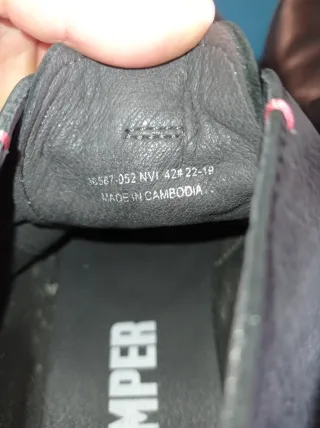 36567-052 NVI 42# 22-19
MADE IN CAMBODIA
MPER